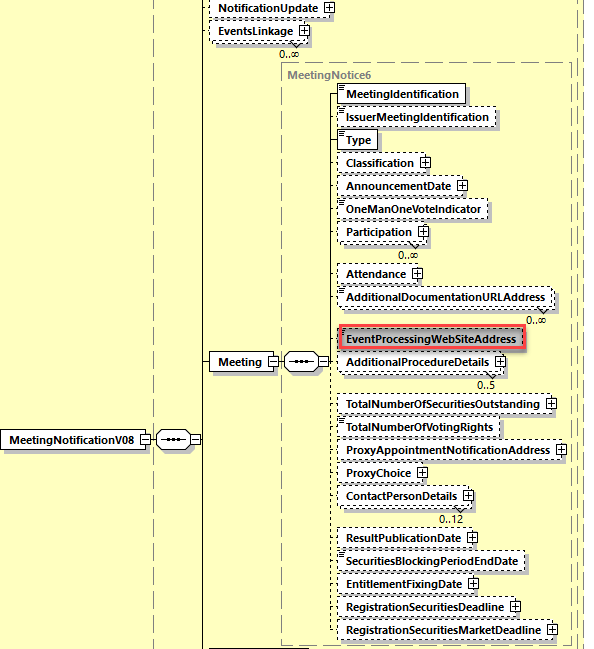 NotificationUpdate
EventsLinkage
0..∞
MeetingNotice6
MeetingIdentification
IssuerMeetingIdentification
Type
Classification
AnnouncementDate
OneManOneVoteIndicator
Participation
0..∞
Attendance
AdditionalDocumentationURLAddress
0..∞
EventProcessingWebSiteAddress
Meeting
AdditionalProcedureDetails
0..5
TotalNumberOfSecuritiesOutstanding
TotalNumberOfVotingRights
MeetingNotificationV08
ProxyAppointmentNotificationAddress
ProxyChoice
ContactPersonDetails
0..12
ResultPublicationDate
SecuritiesBlockingPeriodEndDate
EntitlementFixingDate
RegistrationSecuritiesDeadline
RegistrationSecuritiesMarketDeadline